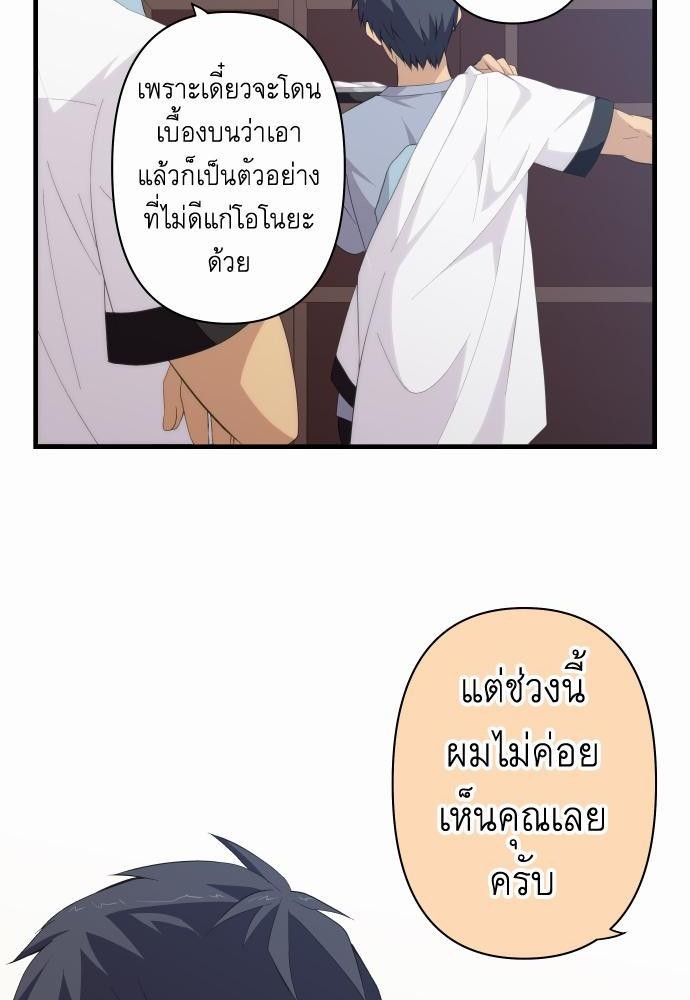 เพราะเดี๋ยวจะโดน
เบื้องบนว่าเอา
แล้วก็เป็นตัวอย่าง
ที่ไม่ดีแก่โอโนยะ
ด้วย
แต่ช่วงนี้
ผมไม่ค่อย
เห็นคุณเลย
ครับ